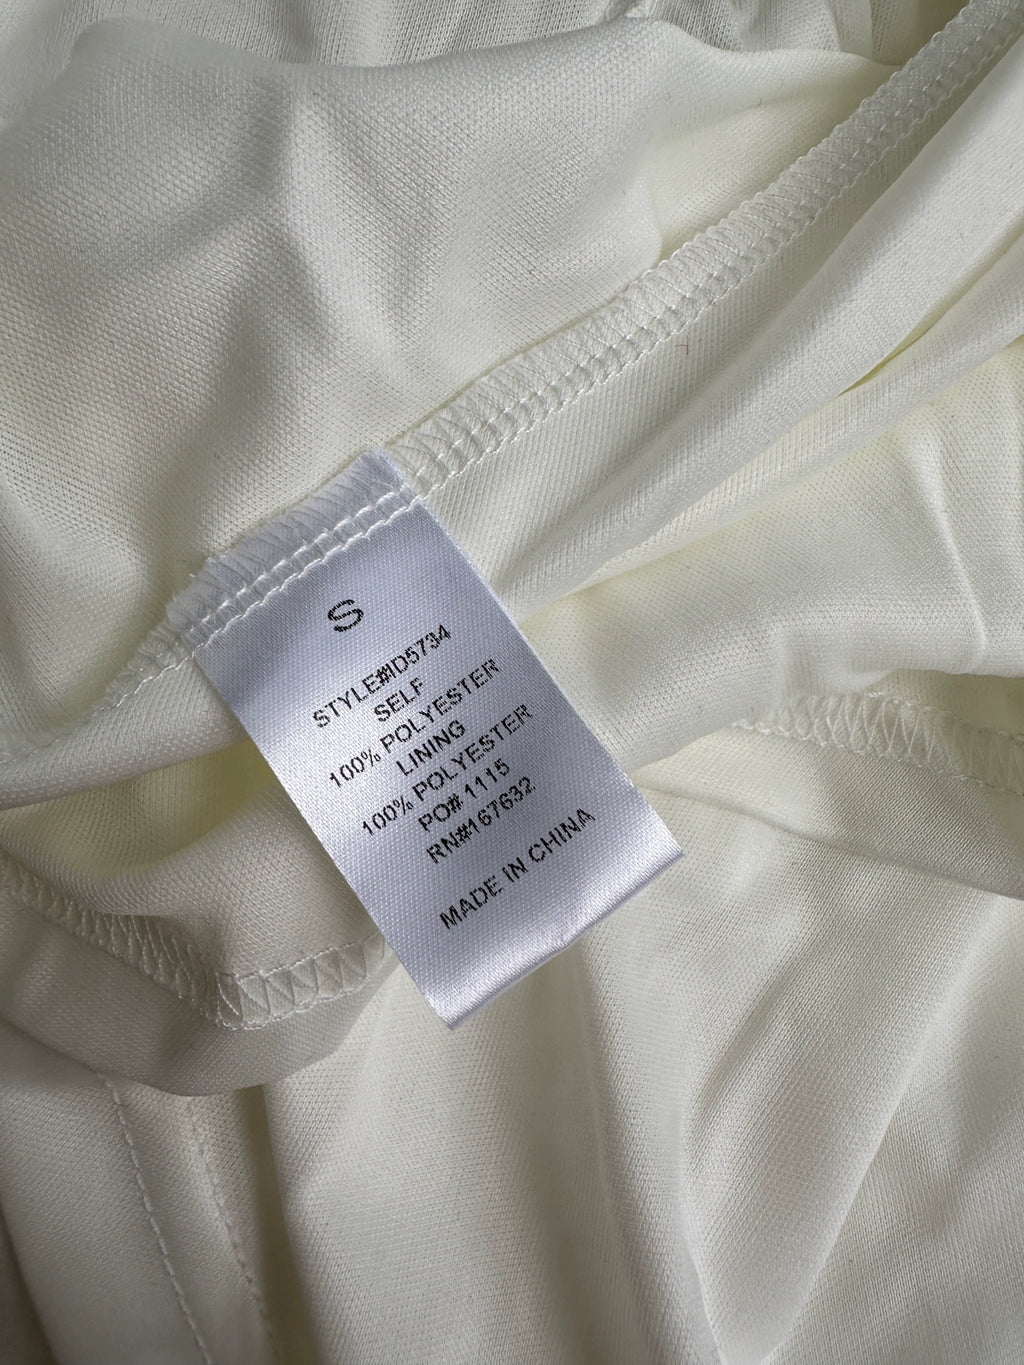 S
STYLE#ID5734
SELF
100% POLYESTER
LINING
100% POLYESTER
PO# 1115
RN#167632
MADE IN CHINA